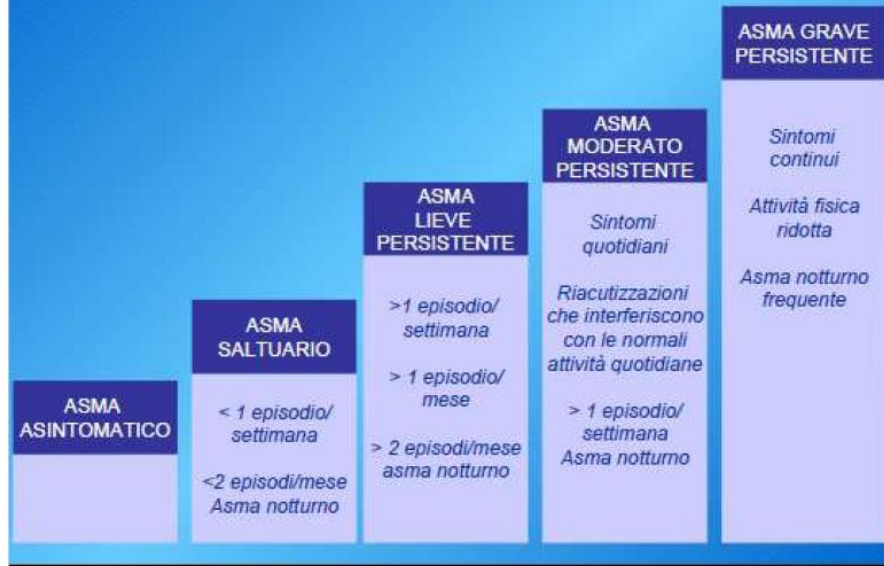 ASMA
ASINTOMATICO
ASMA
SALTUARIO
< 1 episodio/
settimana
<2 episodi/mese
Asma notturno
ASMA
LIEVE
PERSISTENTE
>1 episodio/
settimana
> 1 episodio/
mese
> 2 episodi/mese
asma notturno
ASMA
MODERATO
PERSISTENTE
Sintomi
quotidiani
Riacutizzazioni
che interferiscono
con le normali
attività quotidiane
> 1 episodio/
settimana
Asma notturno
ASMA GRAVE
PERSISTENTE
Sintomi
continui
Attività fisica
ridotta
Asma notturno
frequente